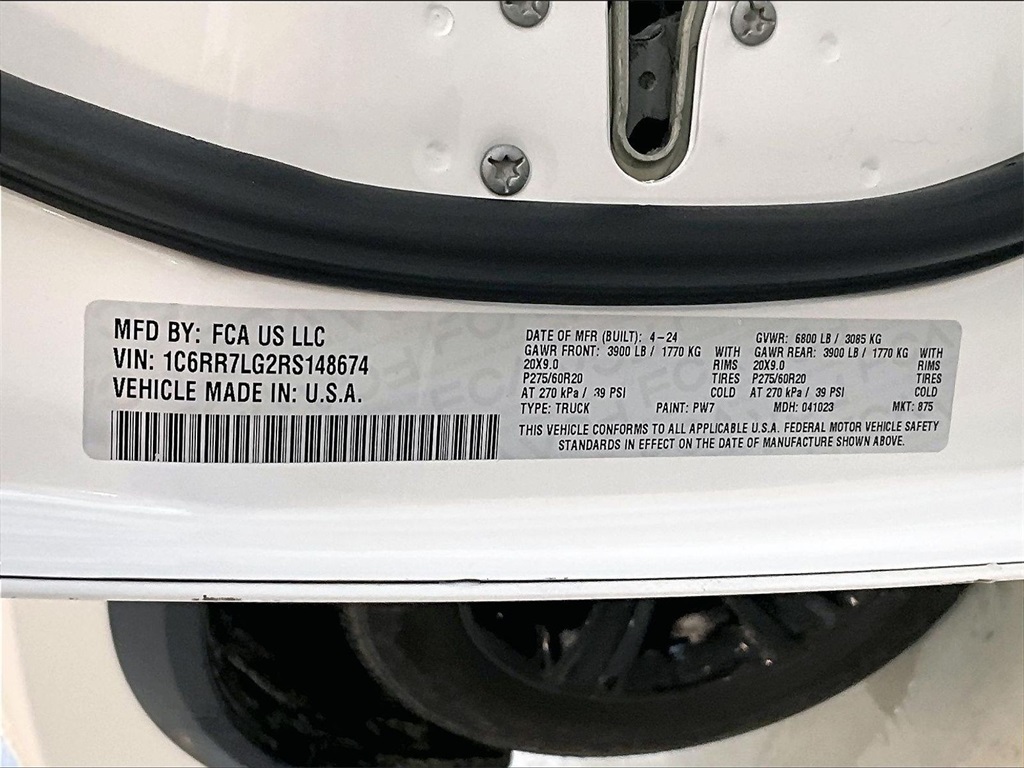 MFD BY: FCA US LLC
VIN: 1C6RR7LG2RS148674
VEHICLE MADE IN: U.S.A.
DATE OF MFR (BUILT): 4-24 GVWR: 6800 LB / 3085 KG
GAWR FRONT: 3900 LB / 1770 KG WITH GAWR REAR: 3900 LB / 1770 KG WITH
20X9.0 RIMS 20X9.0 RIMS
P275/60R20 TIRES P275/60R20 TIRES
AT 270 kPa / 39 PSI COLD AT 270 kPa / 39 PSI COLD
TYPE: TRUCK PAINT: PW7 MDH: 041023 MKT: 875
THIS VEHICLE CONFORMS TO ALL APPLICABLE U.S.A. FEDERAL MOTOR VEHICLE SAFETY
STANDARDS IN EFFECT ON THE DATE OF MANUFACTURE SHOWN ABOVE.